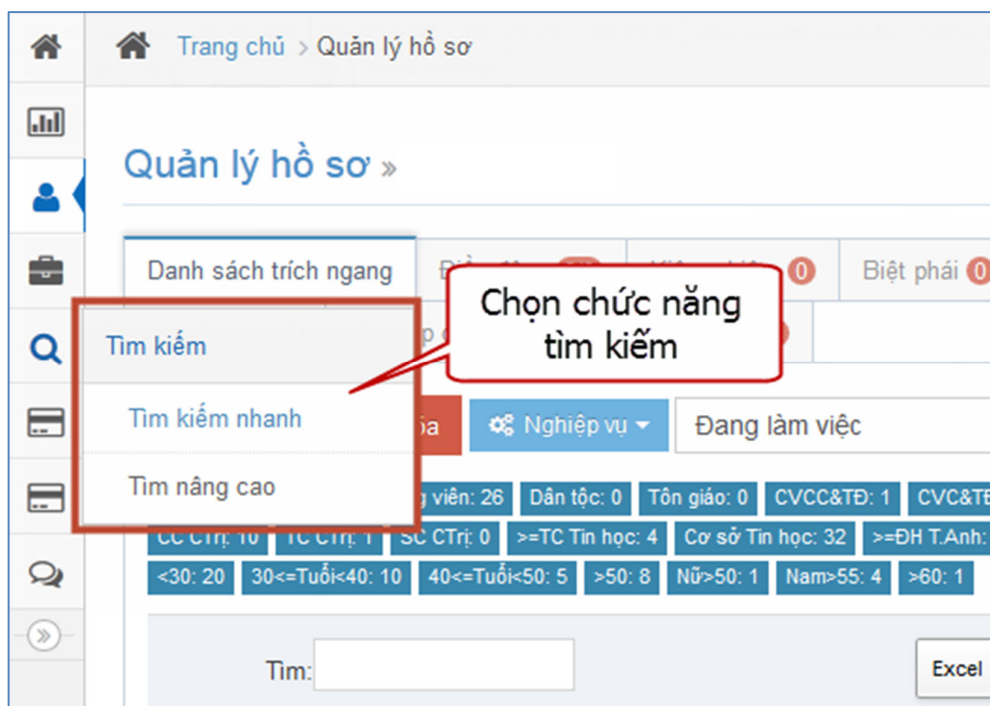 Trang chủ > Quản lý hồ sơ
Quản lý hồ sơ »
Danh sách trích ngang
0
Biệt phái 0
Chọn chức năng
tìm kiếm
Tìm kiếm
Tìm kiếm nhanh
Tìm nâng cao
Nghiệp vụ
Đang làm việc
viên: 26
Dân tộc: 0
Tôn giáo: 0
CVCC&TĐ: 1
CVC&TĐ
CC CTrị: 10
TC CTrị: 1
SC CTrị: 0
>=TC Tin học: 4
Cơ sở Tin học: 32
>=ĐH T.Anh:
<30: 20
30<=Tuổi<40: 10
40<=Tuổi<50: 5
>50: 8
Nữ>50: 1
Nam>55: 4
>60: 1
Tìm:
Excel